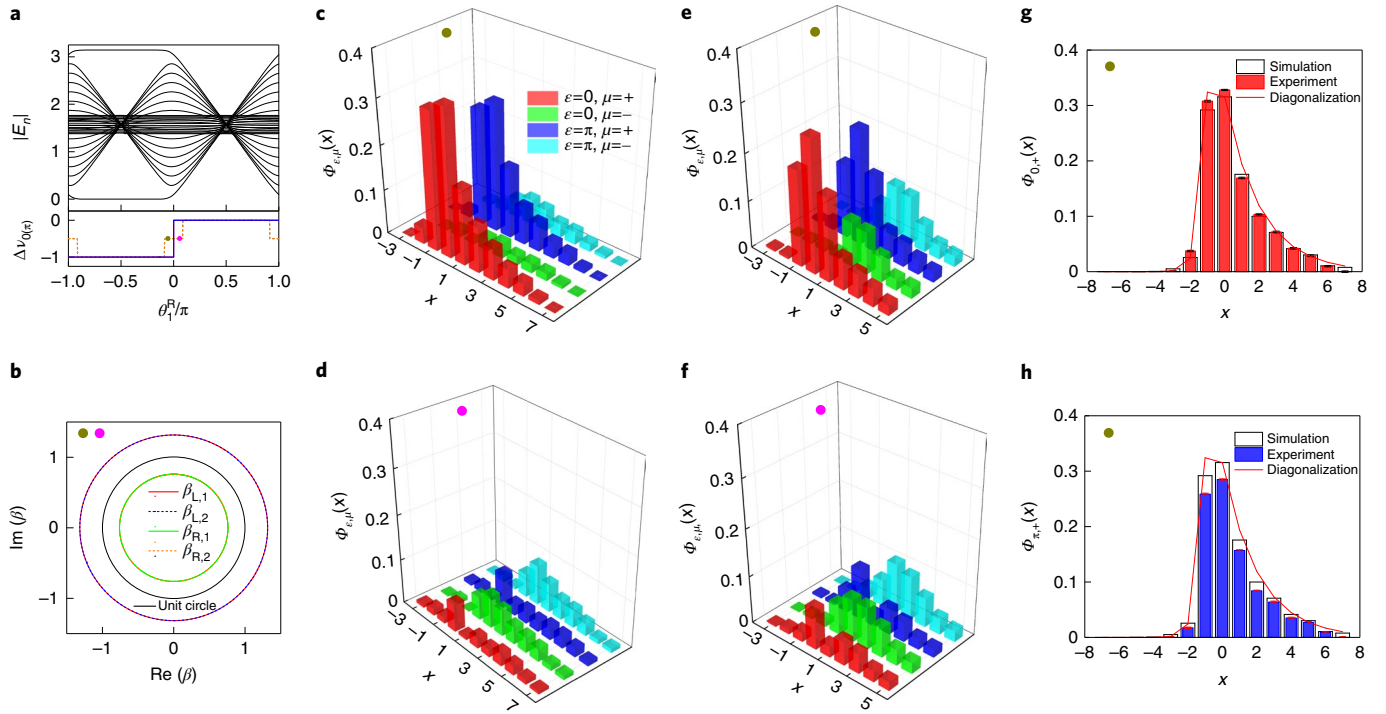 a
3
2
1
0
|Eₙ|
0
−1
Δν₀(π)
−1.0 −0.5 0 0.5 1.0
θ₁ᴿ/π
b
1
0
−1
Im (β)
β_L,1
β_L,2
β_R,1
β_R,2
Unit circle
−1 0 1
Re (β)
c
0.4
0.3
0.2
0.1
0
Φ_ε,μ(x)
ε=0, μ=+
ε=0, μ=−
ε=π, μ=+
ε=π, μ=−
−3 −1 1 3 5 7
x
d
0.4
0.3
0.2
0.1
0
Φ_ε,μ(x)
−3 −1 1 3 5 7
x
e
0.4
0.3
0.2
0.1
0
Φ_ε,μ(x)
−3 −1 1 3 5
x
f
0.4
0.3
0.2
0.1
0
Φ_ε,μ,(x)
−3 −1 1 3 5
x
g
0.4
0.3
0.2
0.1
0
Φ₀,₊(x)
Simulation
Experiment
Diagonalization
−8 −6 −4 −2 0 2 4 6 8
x
h
0.4
0.3
0.2
0.1
0
Φ_π,+(x)
Simulation
Experiment
Diagonalization
−8 −6 −4 −2 0 2 4 6 8
x